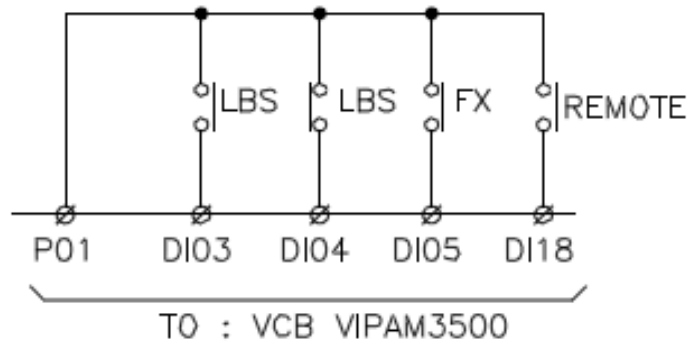 LBS LBS FX REMOTE
P01 DI03 DI04 DI05 DI18
TO : VCB VIPAM3500